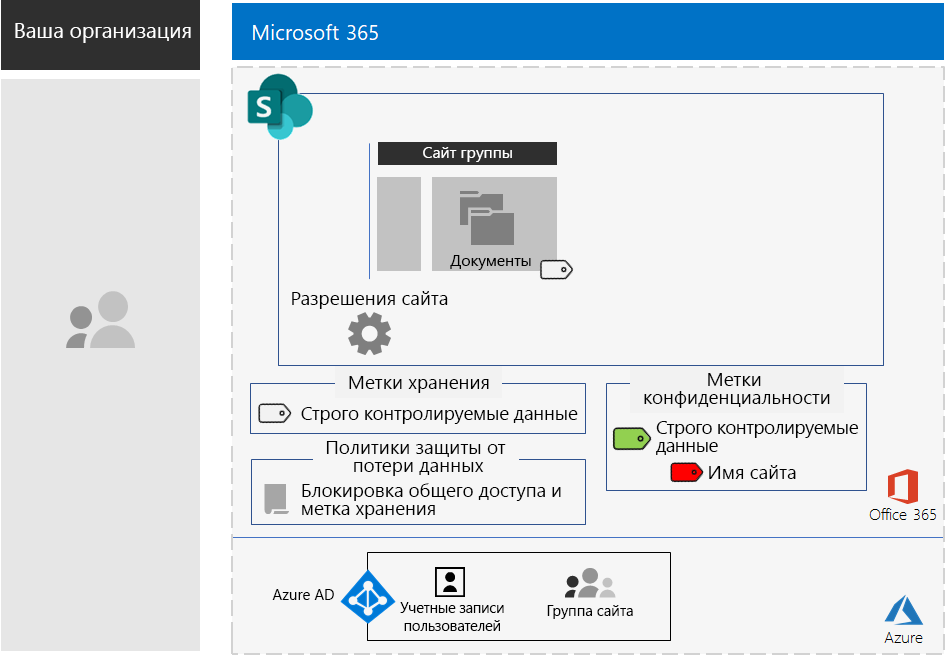 Ваша организация
Microsoft 365
S
Сайт группы
Документы
Разрешения сайта
Метки хранения
Строго контролируемые данные
Политики защиты от
потери данных
Блокировка общего доступа и
метка хранения
Метки
конфиденциальности
Строго контролируемые
данные
Имя сайта
Office 365
Azure AD
Учетные записи
пользователей
Группа сайта
Azure